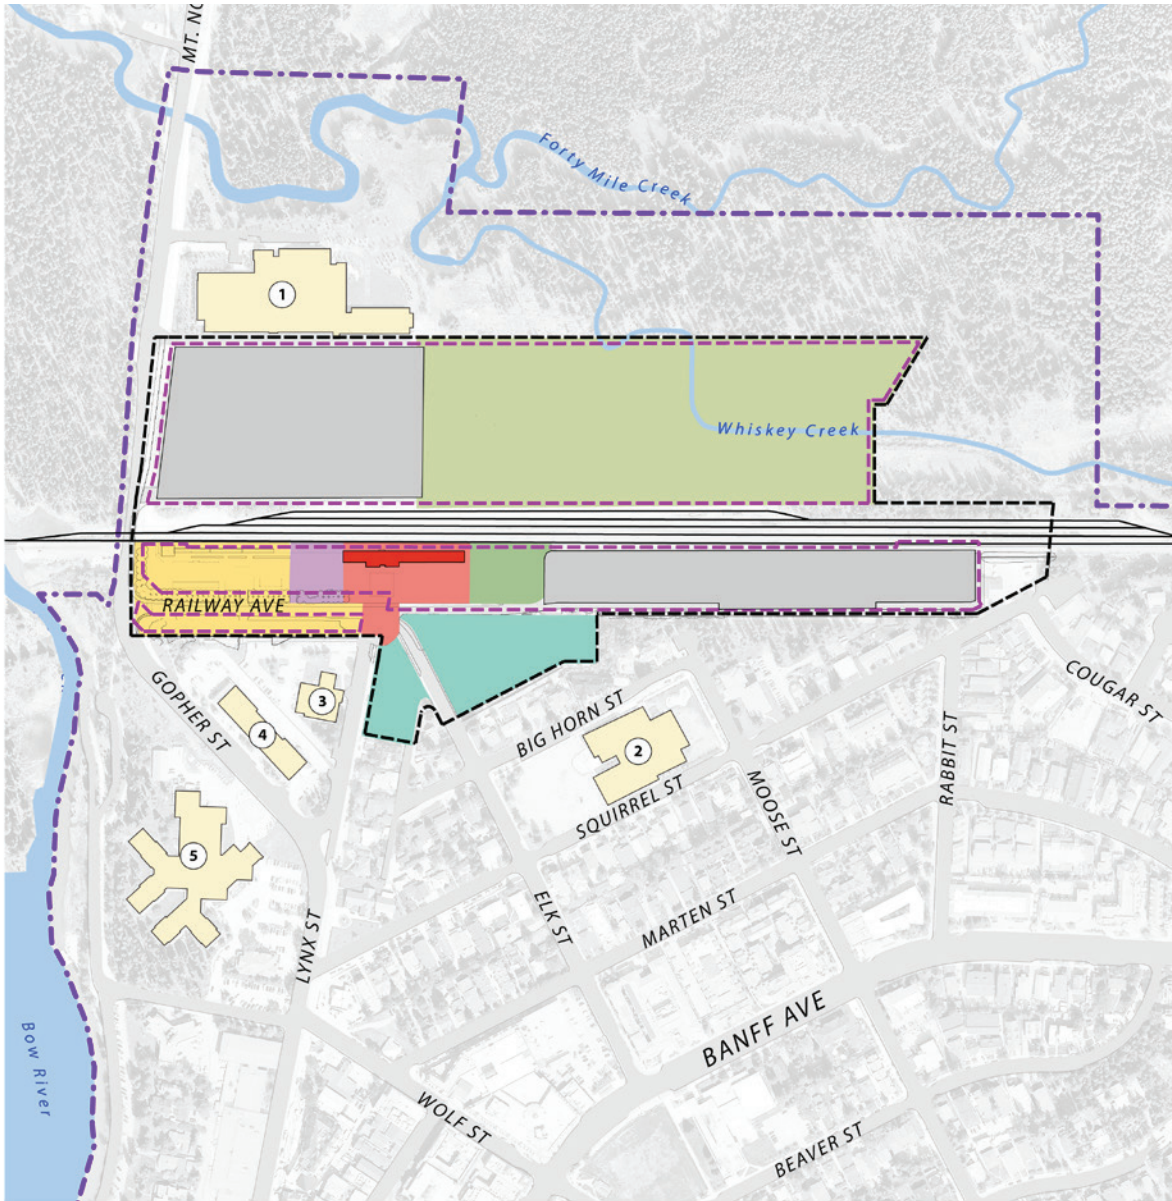 MT. NO
Forty Mile Creek
1
Whiskey Creek
RAILWAY AVE
GOPHER ST
3
4
BIG HORN ST
2
COUGAR ST
SQUIRREL ST
MOOSE ST
RABBIT ST
5
LYNX ST
ELK ST
MARTEN ST
BANFF AVE
Bow River
WOLF ST
BEAVER ST